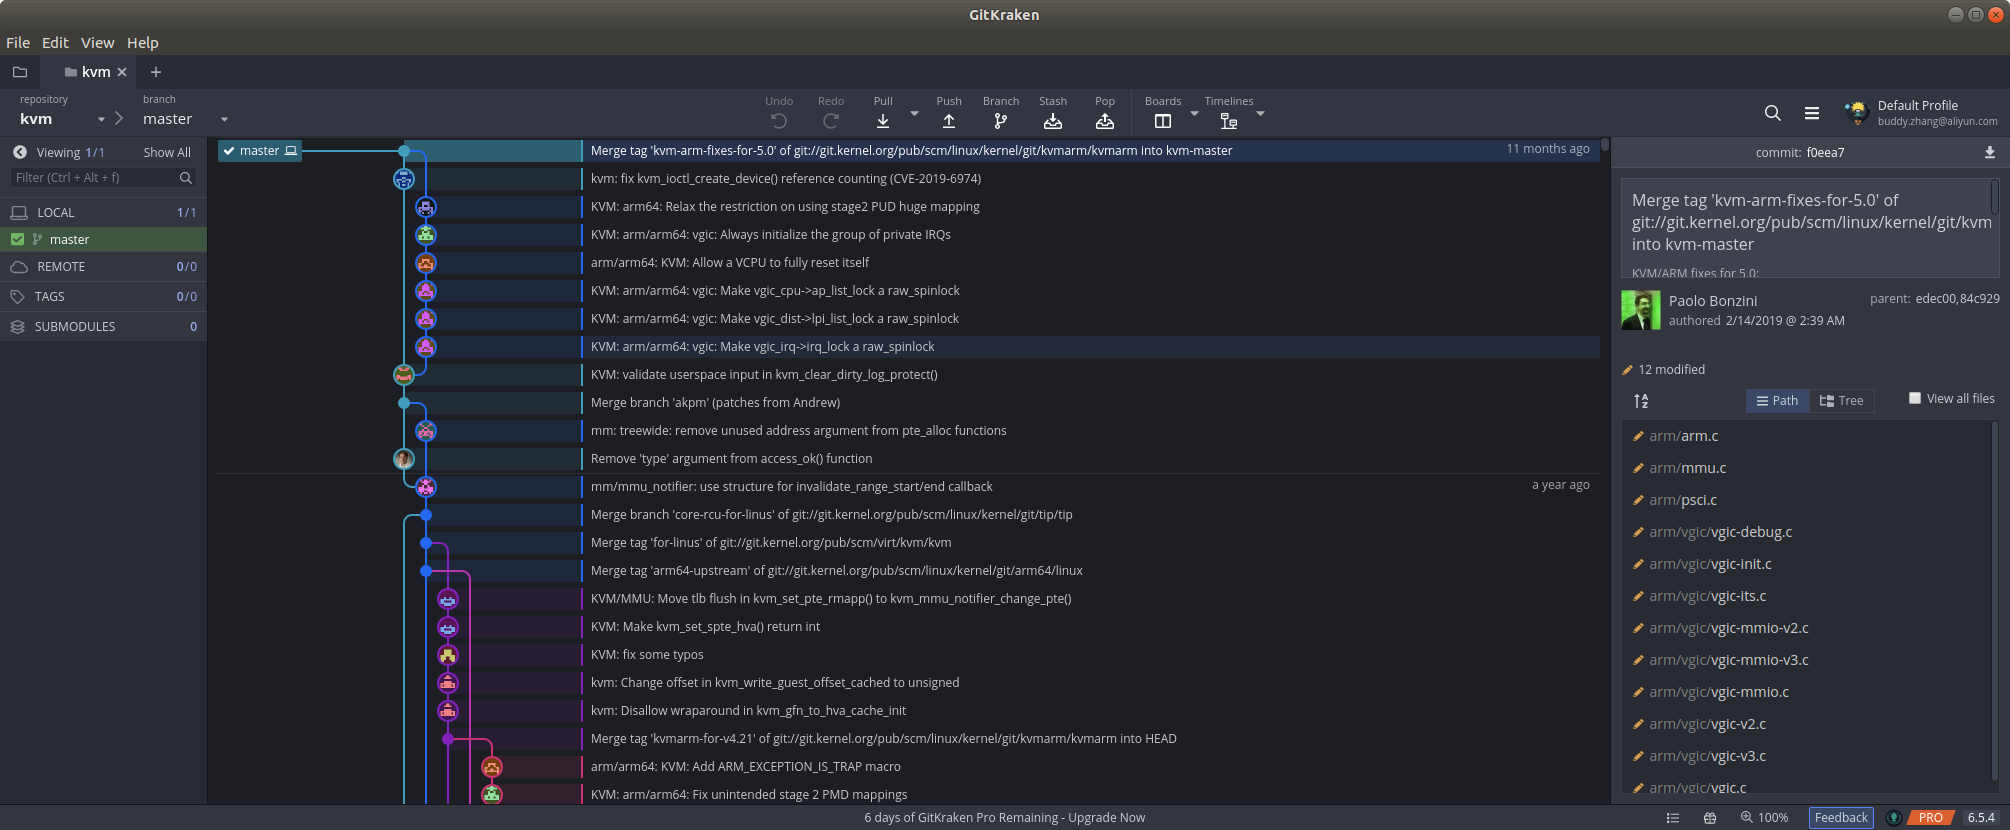 GitKraken
File Edit View Help
kvm
repository
kvm
branch
master
Undo
Redo
Pull
Push
Branch
Stash
Pop
Boards
Timelines
Default Profile
buddy.zhang@aliyun.com
Viewing 1/1 Show All
Filter (Ctrl + Alt + f)
LOCAL 1/1
master
REMOTE 0/0
TAGS 0/0
SUBMODULES 0
master
Merge tag 'kvm-arm-fixes-for-5.0' of git://git.kernel.org/pub/scm/linux/kernel/git/kvmarm/kvmarm into kvm-master 11 months ago
kvm: fix kvm_ioctl_create_device() reference counting (CVE-2019-6974)
KVM: arm64: Relax the restriction on using stage2 PUD huge mapping
KVM: arm/arm64: vgic: Always initialize the group of private IRQs
arm/arm64: KVM: Allow a VCPU to fully reset itself
KVM: arm/arm64: vgic: Make vgic_cpu->ap_list_lock a raw_spinlock
KVM: arm/arm64: vgic: Make vgic_dist->lpi_list_lock a raw_spinlock
KVM: arm/arm64: vgic: Make vgic_irq->irq_lock a raw_spinlock
KVM: validate userspace input in kvm_clear_dirty_log_protect()
Merge branch 'akpm' (patches from Andrew)
mm: treewide: remove unused address argument from pte_alloc functions
Remove 'type' argument from access_ok() function
mm/mmu_notifier: use structure for invalidate_range_start/end callback a year ago
Merge branch 'core-rcu-for-linus' of git://git.kernel.org/pub/scm/linux/kernel/git/tip/tip
Merge tag 'for-linus' of git://git.kernel.org/pub/scm/virt/kvm/kvm
Merge tag 'arm64-upstream' of git://git.kernel.org/pub/scm/linux/kernel/git/arm64/linux
KVM/MMU: Move tlb flush in kvm_set_pte_rmapp() to kvm_mmu_notifier_change_pte()
KVM: Make kvm_set_spte_hva() return int
KVM: fix some typos
kvm: Change offset in kvm_write_guest_offset_cached to unsigned
kvm: Disallow wraparound in kvm_gfn_to_hva_cache_init
Merge tag 'kvmarm-for-v4.21' of git://git.kernel.org/pub/scm/linux/kernel/git/kvmarm/kvmarm into HEAD
arm/arm64: KVM: Add ARM_EXCEPTION_IS_TRAP macro
KVM: arm/arm64: Fix unintended stage 2 PMD mappings
commit: f0eea7
Merge tag 'kvm-arm-fixes-for-5.0' of
git://git.kernel.org/pub/scm/linux/kernel/git/kvm
into kvm-master
KVM/ARM fixes for 5.0:
Paolo Bonzini
authored 2/14/2019 @ 2:39 AM
parent: edec00,84c929
12 modified
Path
Tree
View all files
arm/arm.c
arm/mmu.c
arm/psci.c
arm/vgic/vgic-debug.c
arm/vgic/vgic-init.c
arm/vgic/vgic-its.c
arm/vgic/vgic-mmio-v2.c
arm/vgic/vgic-mmio-v3.c
arm/vgic/vgic-mmio.c
arm/vgic/vgic-v2.c
arm/vgic/vgic-v3.c
arm/vgic/vgic.c
6 days of GitKraken Pro Remaining - Upgrade Now
100%
Feedback
PRO
6.5.4